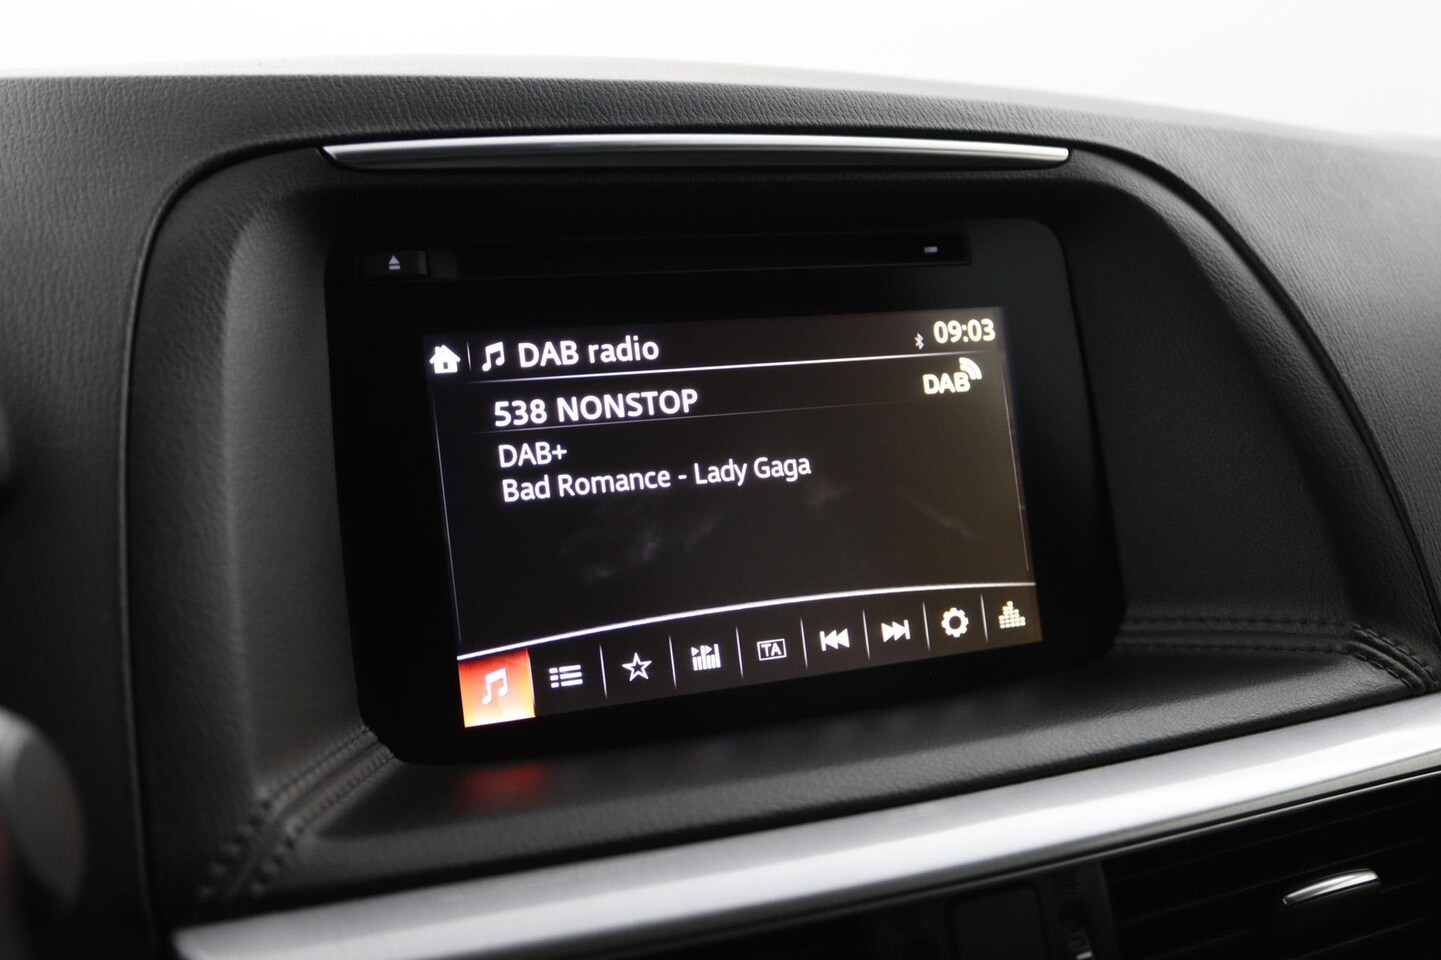 DAB radio
09:03
538 NONSTOP
DAB
DAB+
Bad Romance - Lady Gaga
TA